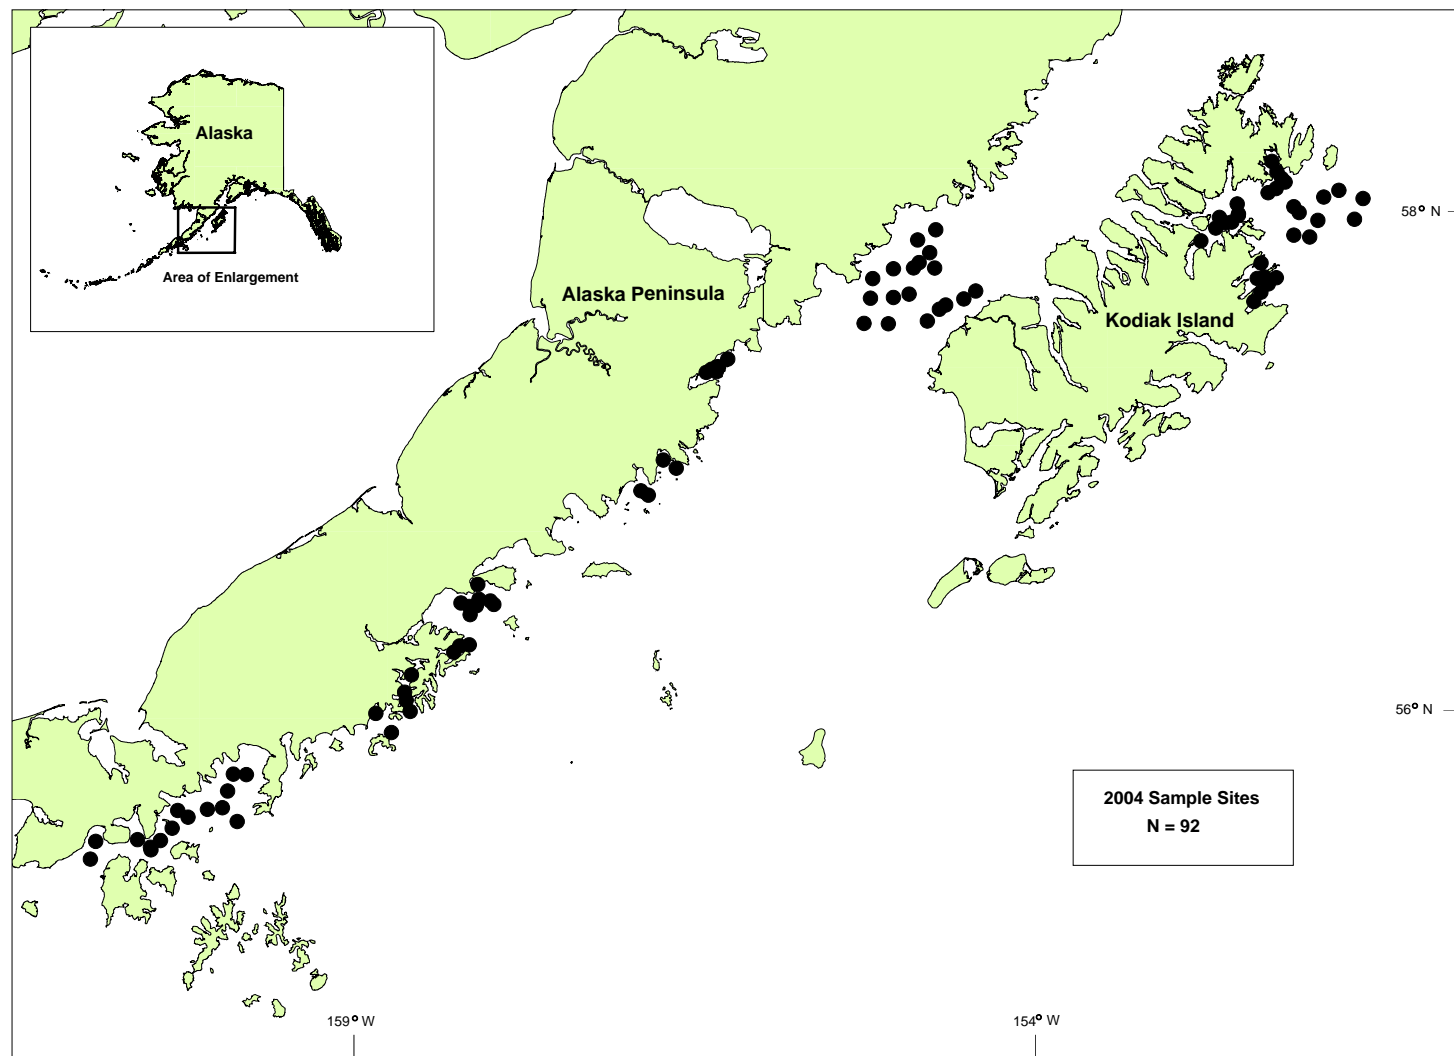 Alaska
Area of Enlargement
58° N
Alaska Peninsula
Kodiak Island
56° N
2004 Sample Sites
N = 92
159° W
154° W